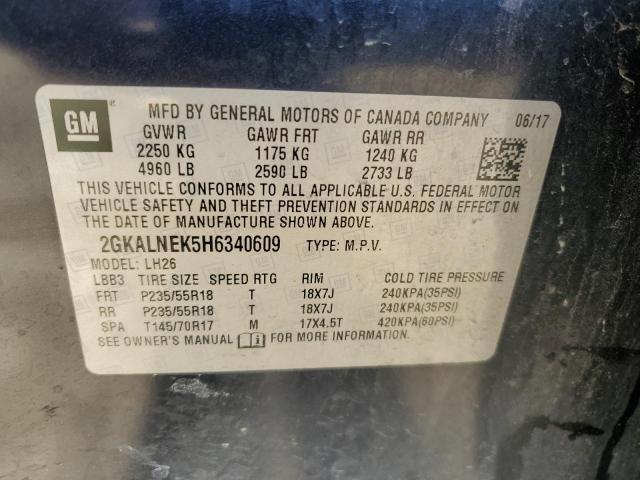 GM
MFD BY GENERAL MOTORS OF CANADA COMPANY 06/17
GVWR GAWR FRT GAWR RR
2250 KG 1175 KG 1240 KG
4960 LB 2590 LB 2733 LB
THIS VEHICLE CONFORMS TO ALL APPLICABLE U.S. FEDERAL MOTOR
VEHICLE SAFETY AND THEFT PREVENTION STANDARDS IN EFFECT ON
THE DATE OF MANUFACTURE SHOWN ABOVE.
2GKALNEK5H6340609 TYPE: M.P.V.
MODEL: LH26
LBB3 TIRE SIZE SPEED RTG RIM COLD TIRE PRESSURE
FRT P235/55R18 T 18X7J 240KPA(35PSI)
RR P235/55R18 T 18X7J 240KPA(35PSI)
SPA T145/70R17 M 17X4.5T 420KPA(60PSI)
SEE OWNER'S MANUAL FOR MORE INFORMATION.